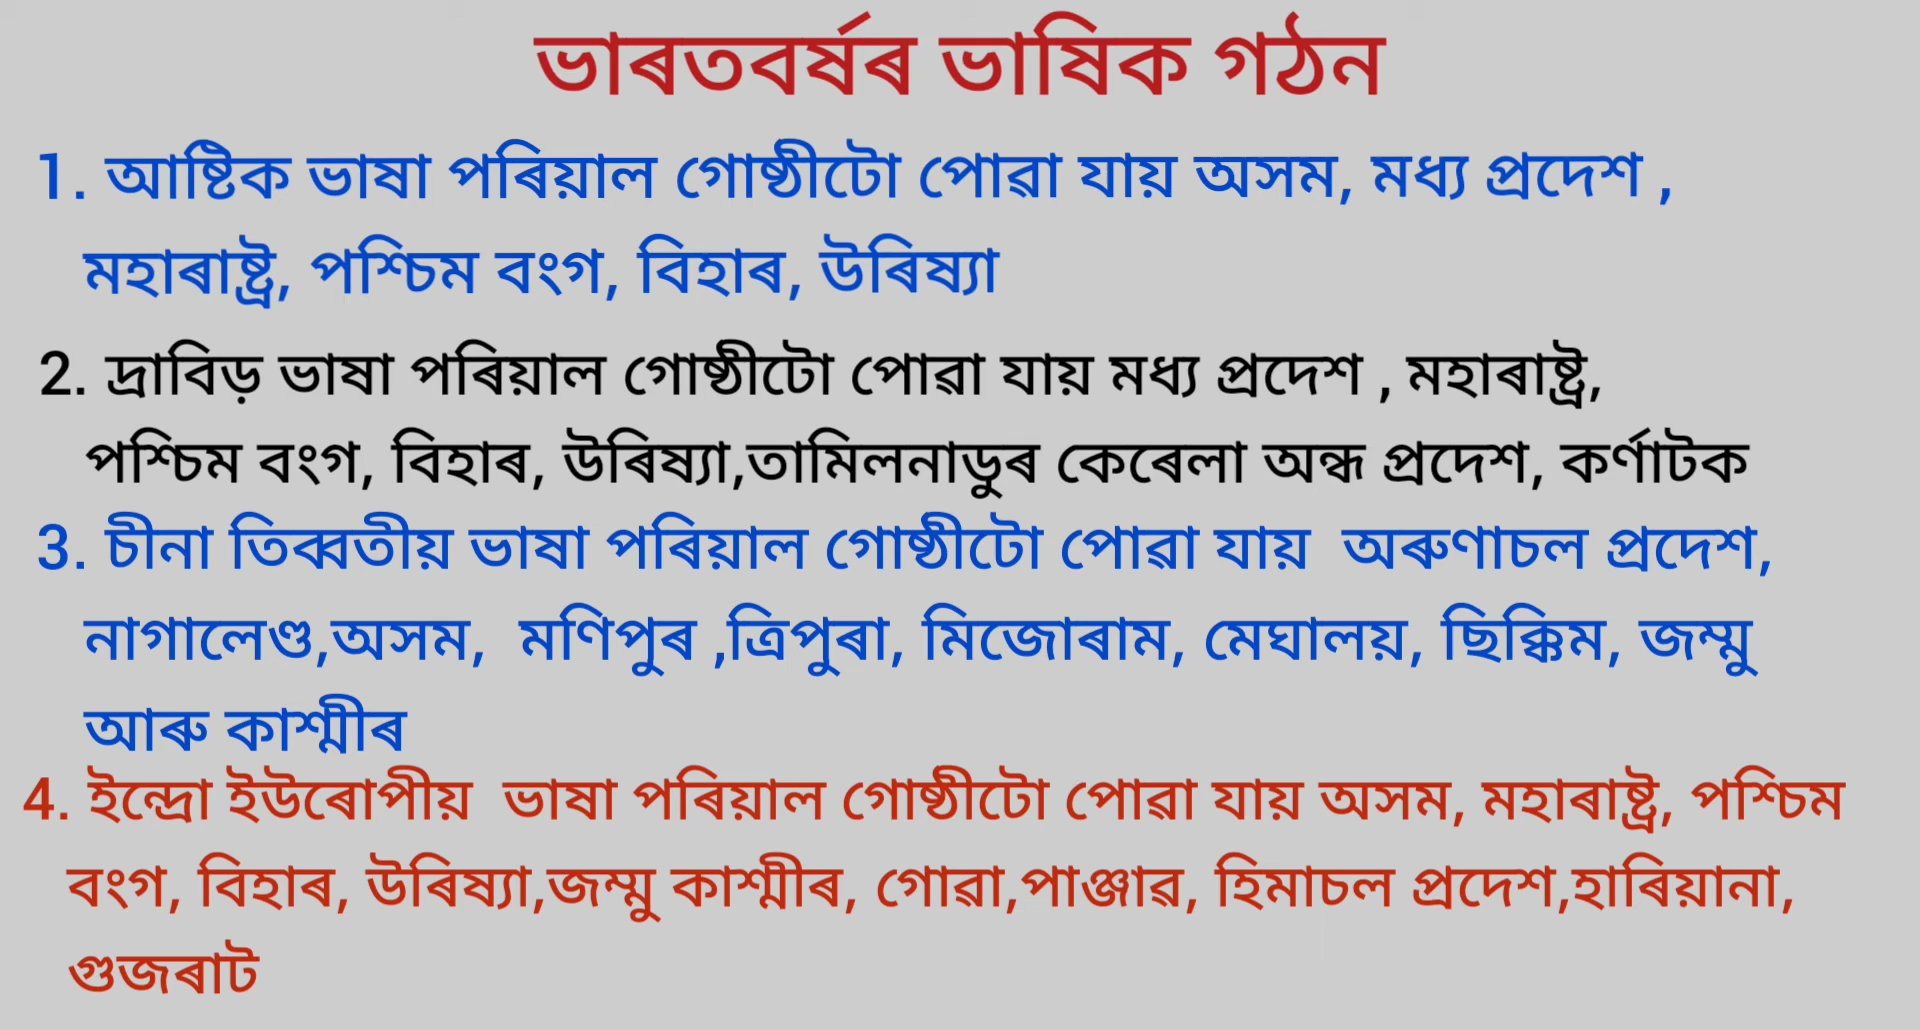 ভাৰতবৰ্ষৰ ভাষিক গঠন
1. আষ্টিক ভাষা পৰিয়াল গোষ্ঠীটো পোৱা যায় অসম, মধ্য প্ৰদেশ ,
মহাৰাষ্ট্ৰ, পশ্চিম বংগ, বিহাৰ, উৰিষ্যা
2. দ্ৰাবিড় ভাষা পৰিয়াল গোষ্ঠীটো পোৱা যায় মধ্য প্ৰদেশ , মহাৰাষ্ট্ৰ,
পশ্চিম বংগ, বিহাৰ, উৰিষ্যা,তামিলনাডুৰ কেৰেলা অন্ধ প্ৰদেশ, কৰ্ণাটক
3. চীনা তিব্বতীয় ভাষা পৰিয়াল গোষ্ঠীটো পোৱা যায় অৰুণাচল প্ৰদেশ,
নাগালেণ্ড,অসম, মণিপুৰ ,ত্ৰিপুৰা, মিজোৰাম, মেঘালয়, ছিক্কিম, জম্মু
আৰু কাশ্মীৰ
4. ইন্দ্ৰো ইউৰোপীয় ভাষা পৰিয়াল গোষ্ঠীটো পোৱা যায় অসম, মহাৰাষ্ট্ৰ, পশ্চিম
বংগ, বিহাৰ, উৰিষ্যা,জম্মু কাশ্মীৰ, গোৱা,পাঞ্জাৱ, হিমাচল প্ৰদেশ,হাৰিয়ানা,
গুজৰাট